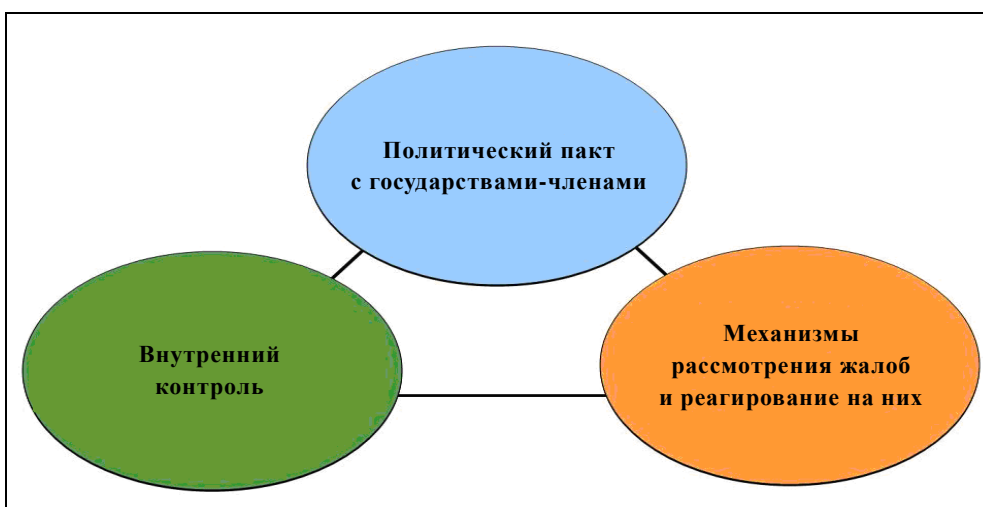 Политический пакт
с государствами-членами
Внутренний
контроль
Механизмы
рассмотрения жалоб
и реагирование на них